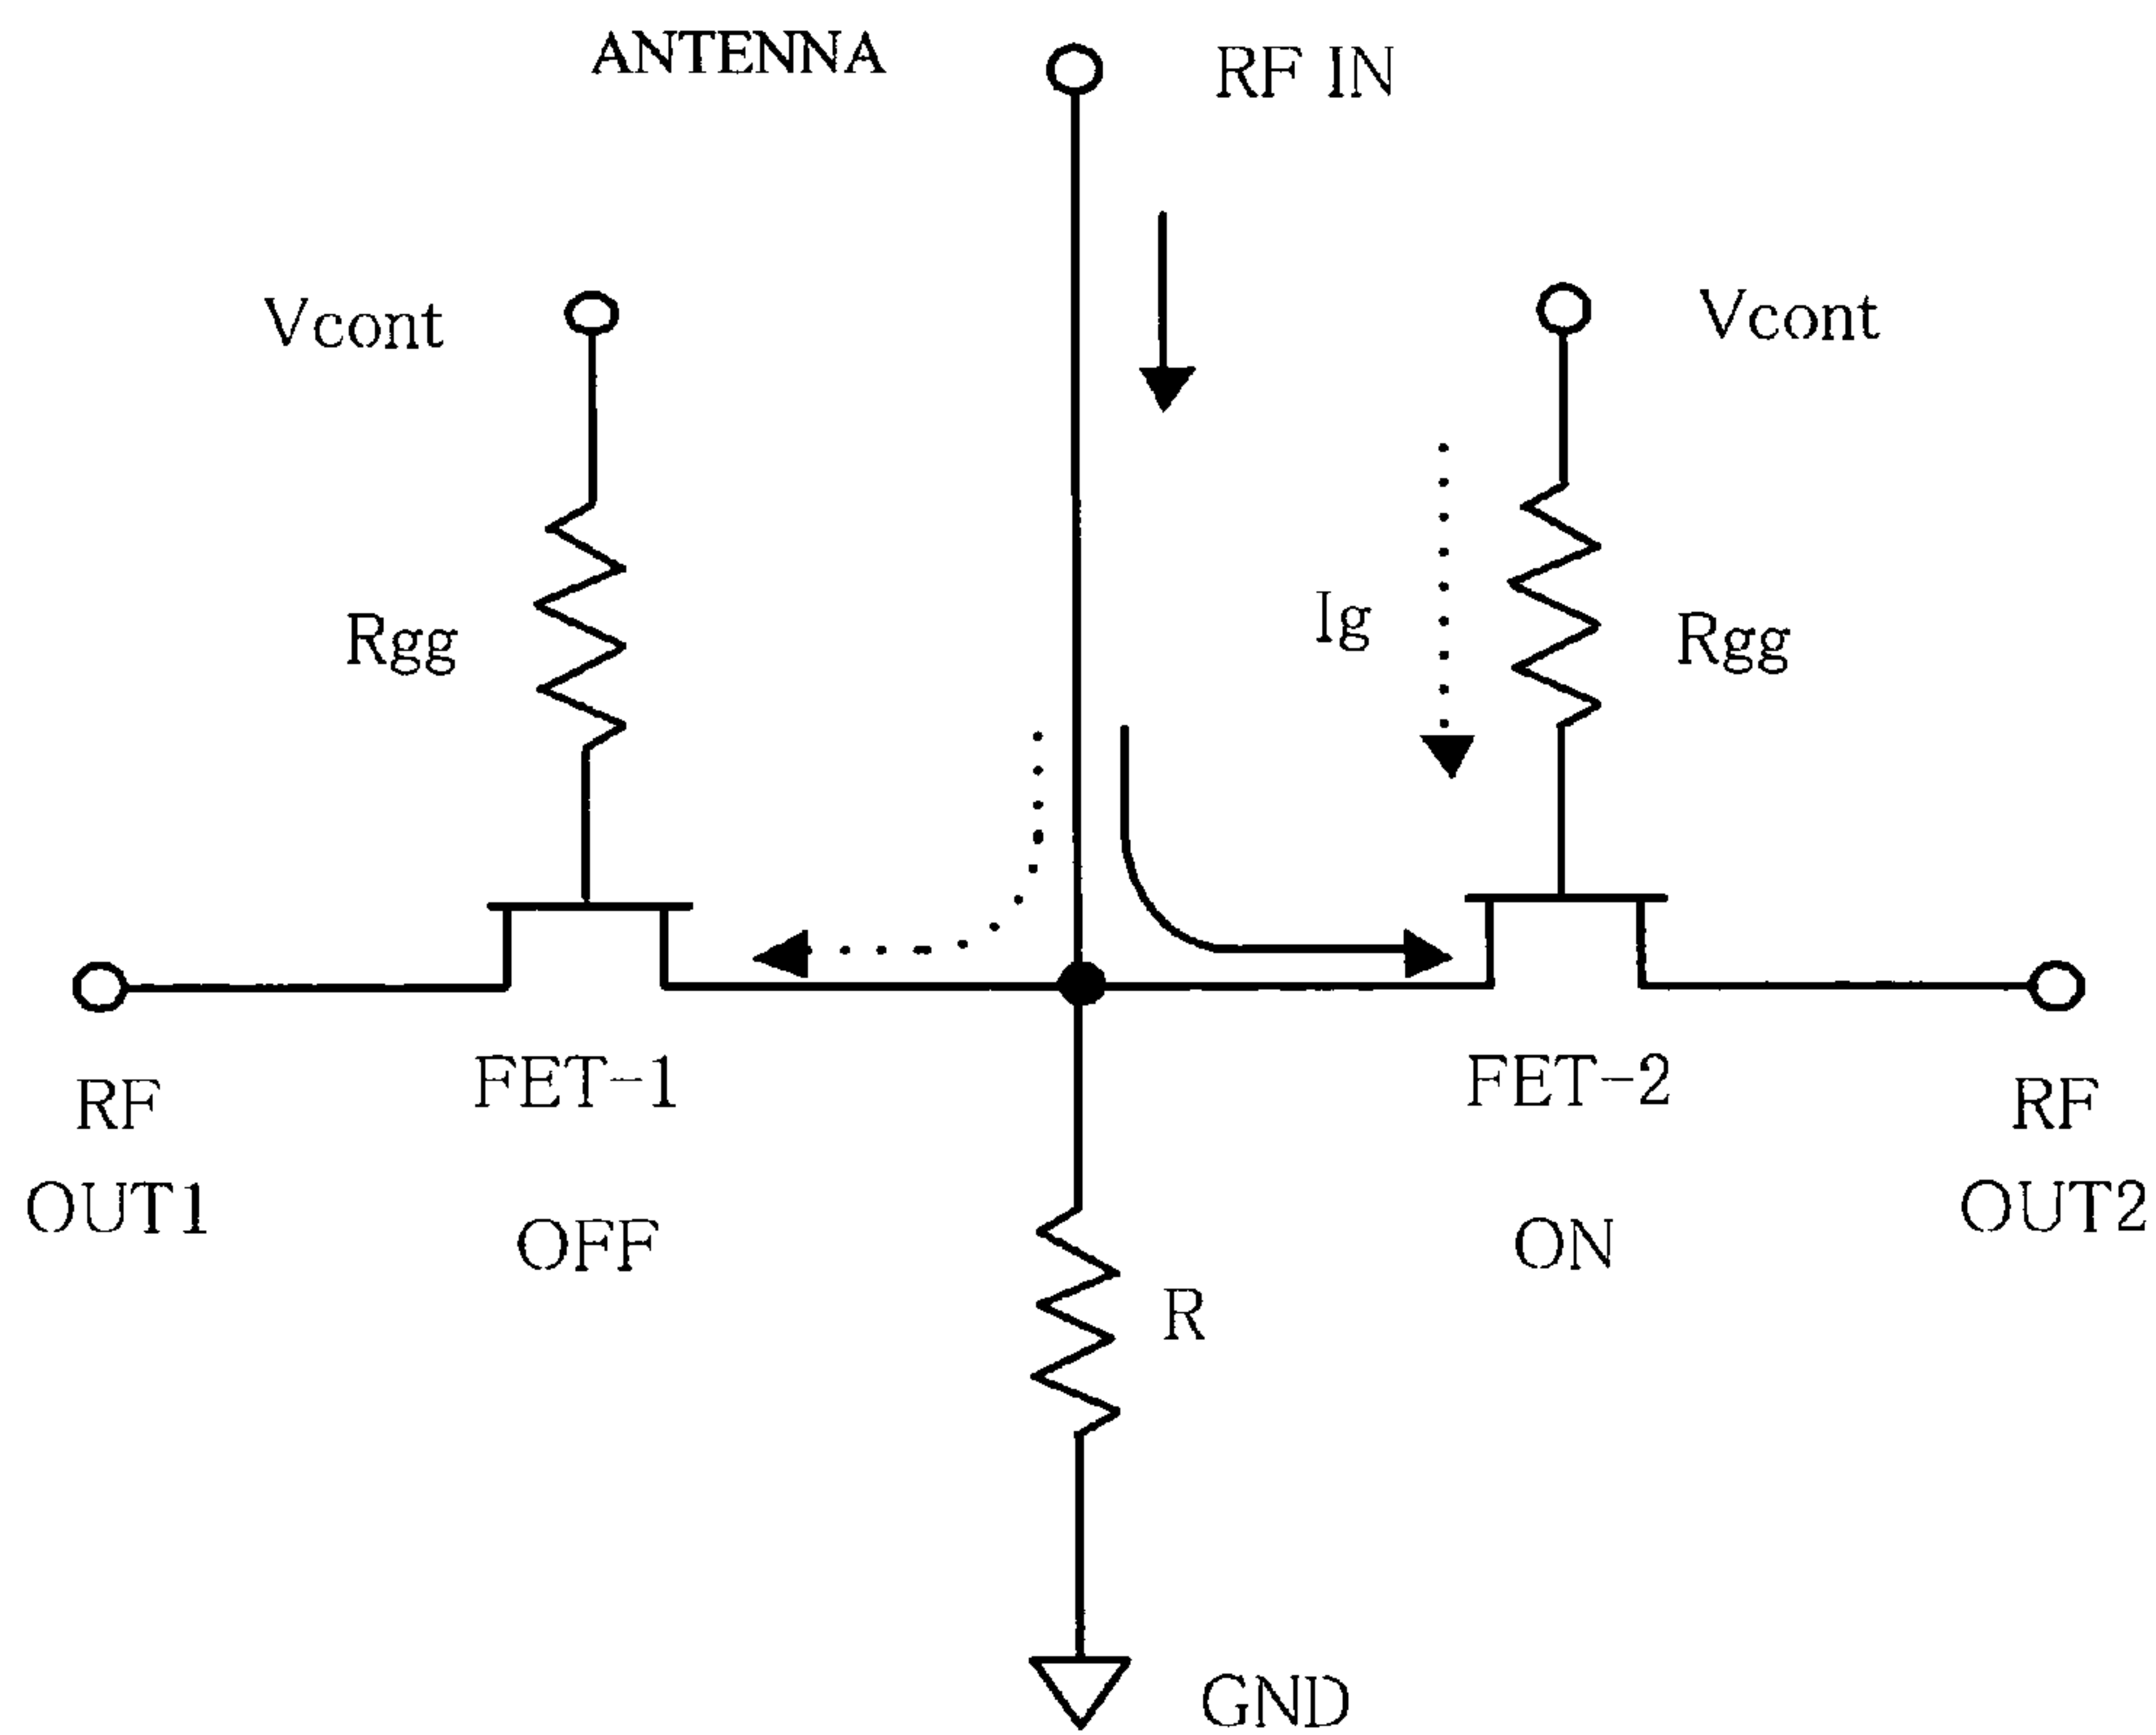 ANTENNA
RF IN
Vcont
Vcont
Rgg
Ig
Rgg
RF
OUT1
FET-1
OFF
FET-2
ON
RF
OUT2
R
GND